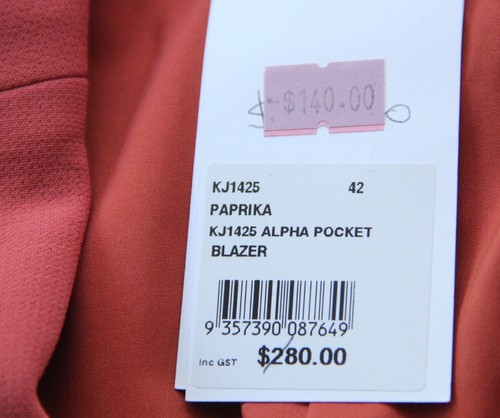 $140.00
KJ1425 42
PAPRIKA
KJ1425 ALPHA POCKET
BLAZER
9 357390 087649
Inc GST $280.00